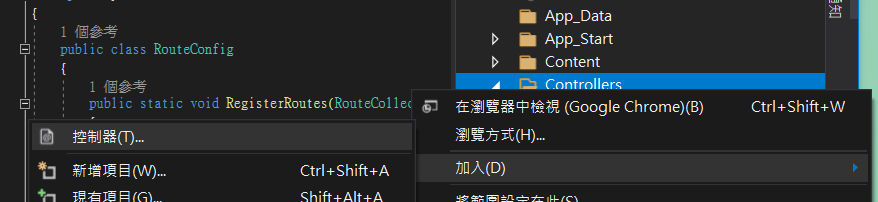 {
1 個參考
public class RouteConfig
{
1 個參考
public static void RegisterRoutes(RouteCollec
{
App_Data
App_Start
Content
Controllers
通知
在瀏覽器中檢視 (Google Chrome)(B) Ctrl+Shift+W
瀏覽方式(H)...
加入(D)
將範圍設定在此(S)
控制器(T)...
新增項目(W)... Ctrl+Shift+A
現有項目(G)... Shift+Alt+A